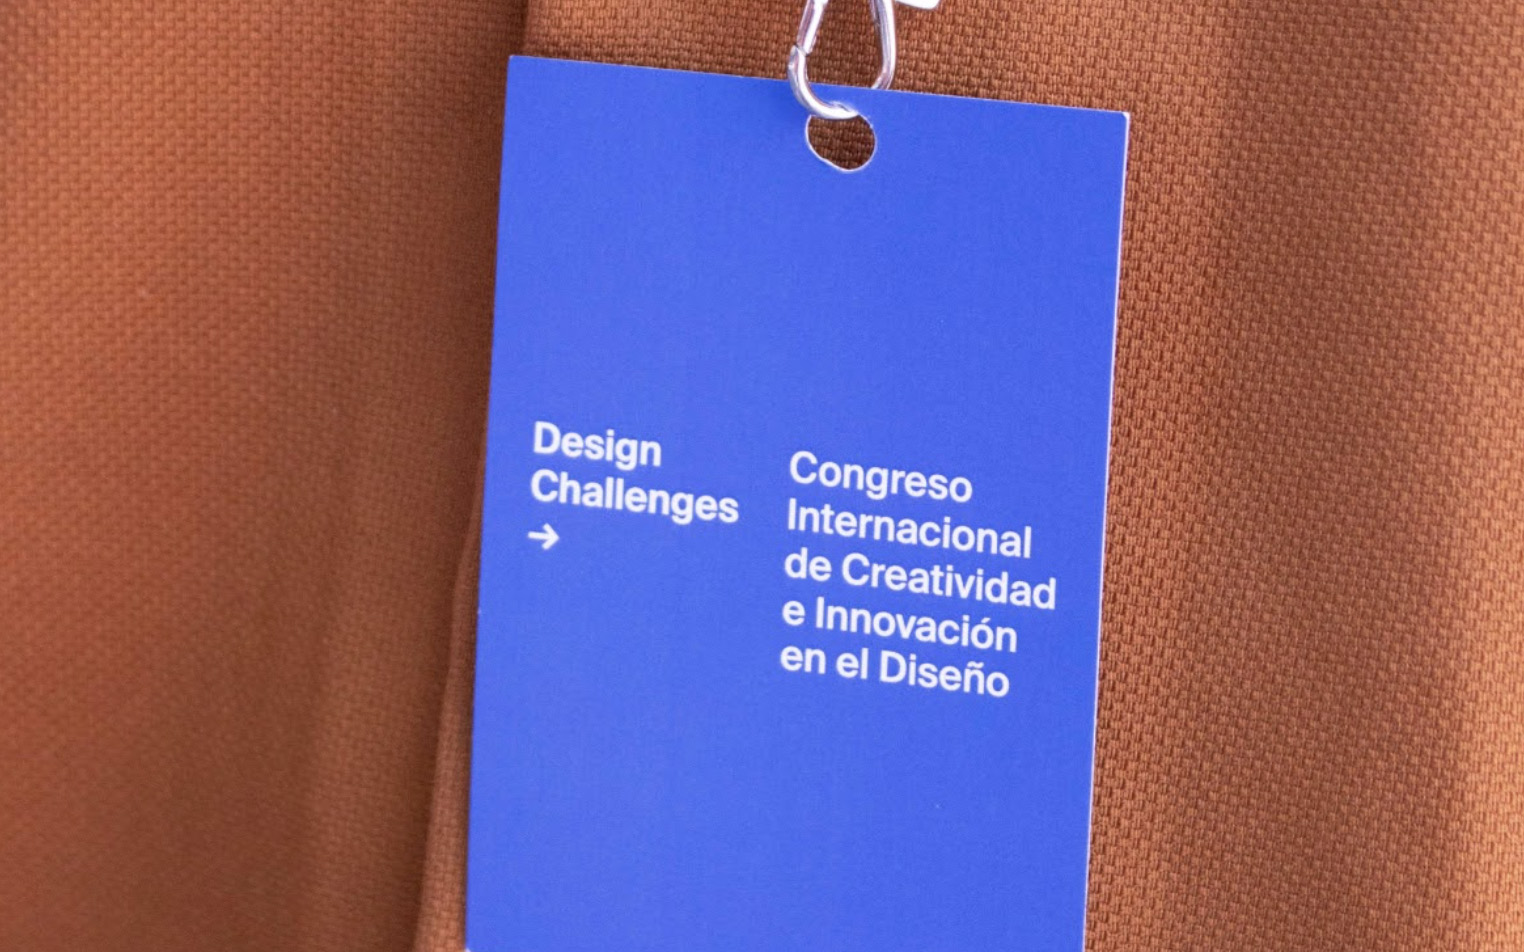 Design
Challenges
→
Congreso
Internacional
de Creatividad
e Innovación
en el Diseño